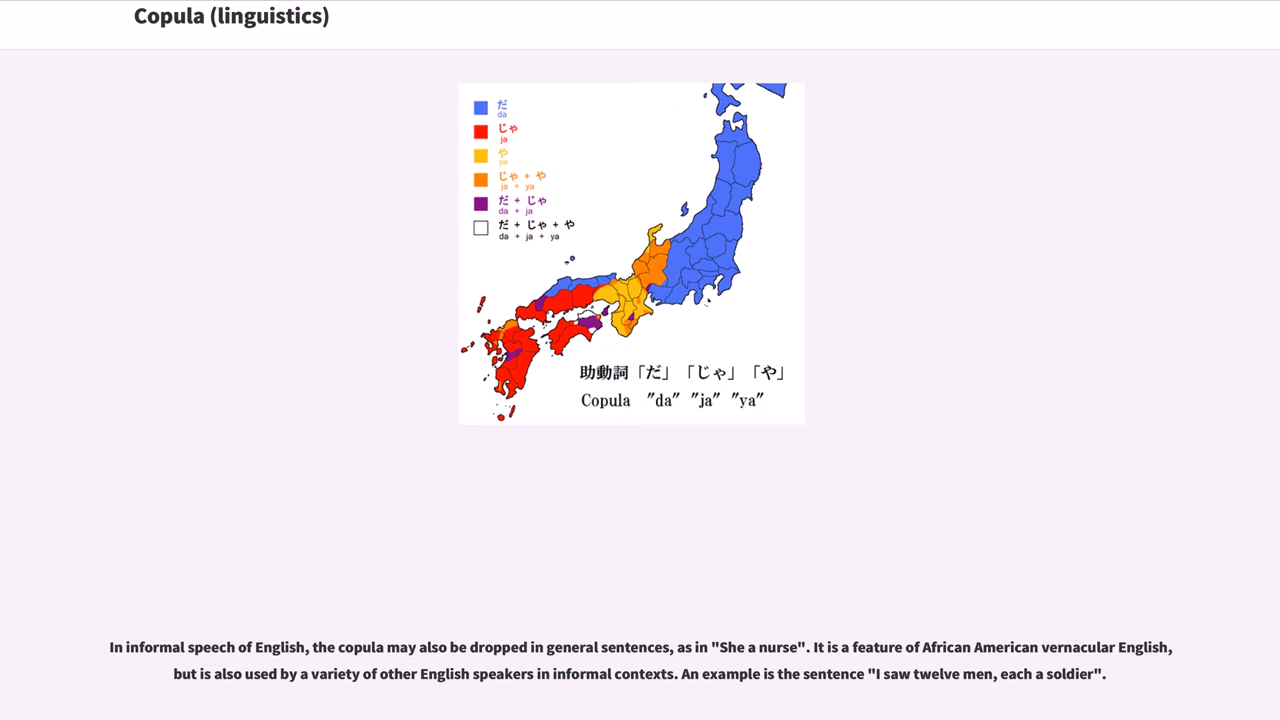 Copula (linguistics)
だ
da
じゃ
ja
や
ya
じゃ + や
ja + ya
だ + じゃ
da + ja
だ + じゃ + や
da + ja + ya
助動詞「だ」「じゃ」「や」
Copula "da" "ja" "ya"
In informal speech of English, the copula may also be dropped in general sentences, as in "She a nurse". It is a feature of African American vernacular English,
but is also used by a variety of other English speakers in informal contexts. An example is the sentence "I saw twelve men, each a soldier".